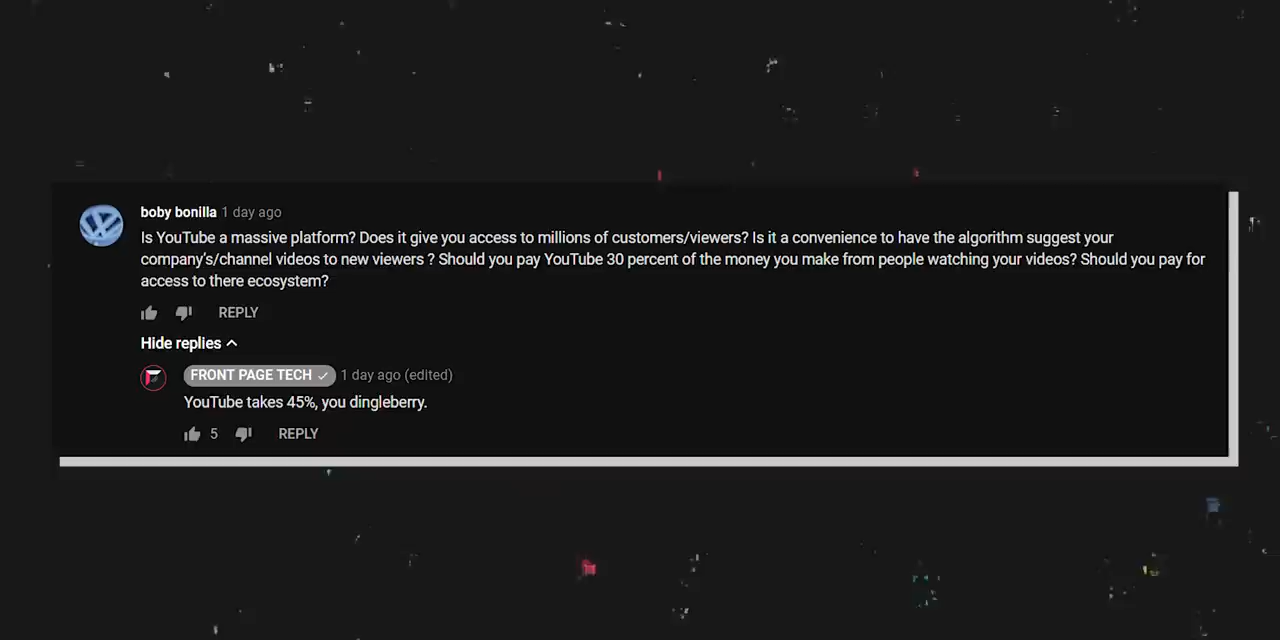 boby bonilla 1 day ago
Is YouTube a massive platform? Does it give you access to millions of customers/viewers? Is it a convenience to have the algorithm suggest your
company's/channel videos to new viewers ? Should you pay YouTube 30 percent of the money you make from people watching your videos? Should you pay for
access to there ecosystem?
REPLY
Hide replies
FRONT PAGE TECH 1 day ago (edited)
YouTube takes 45%, you dingleberry.
5 REPLY